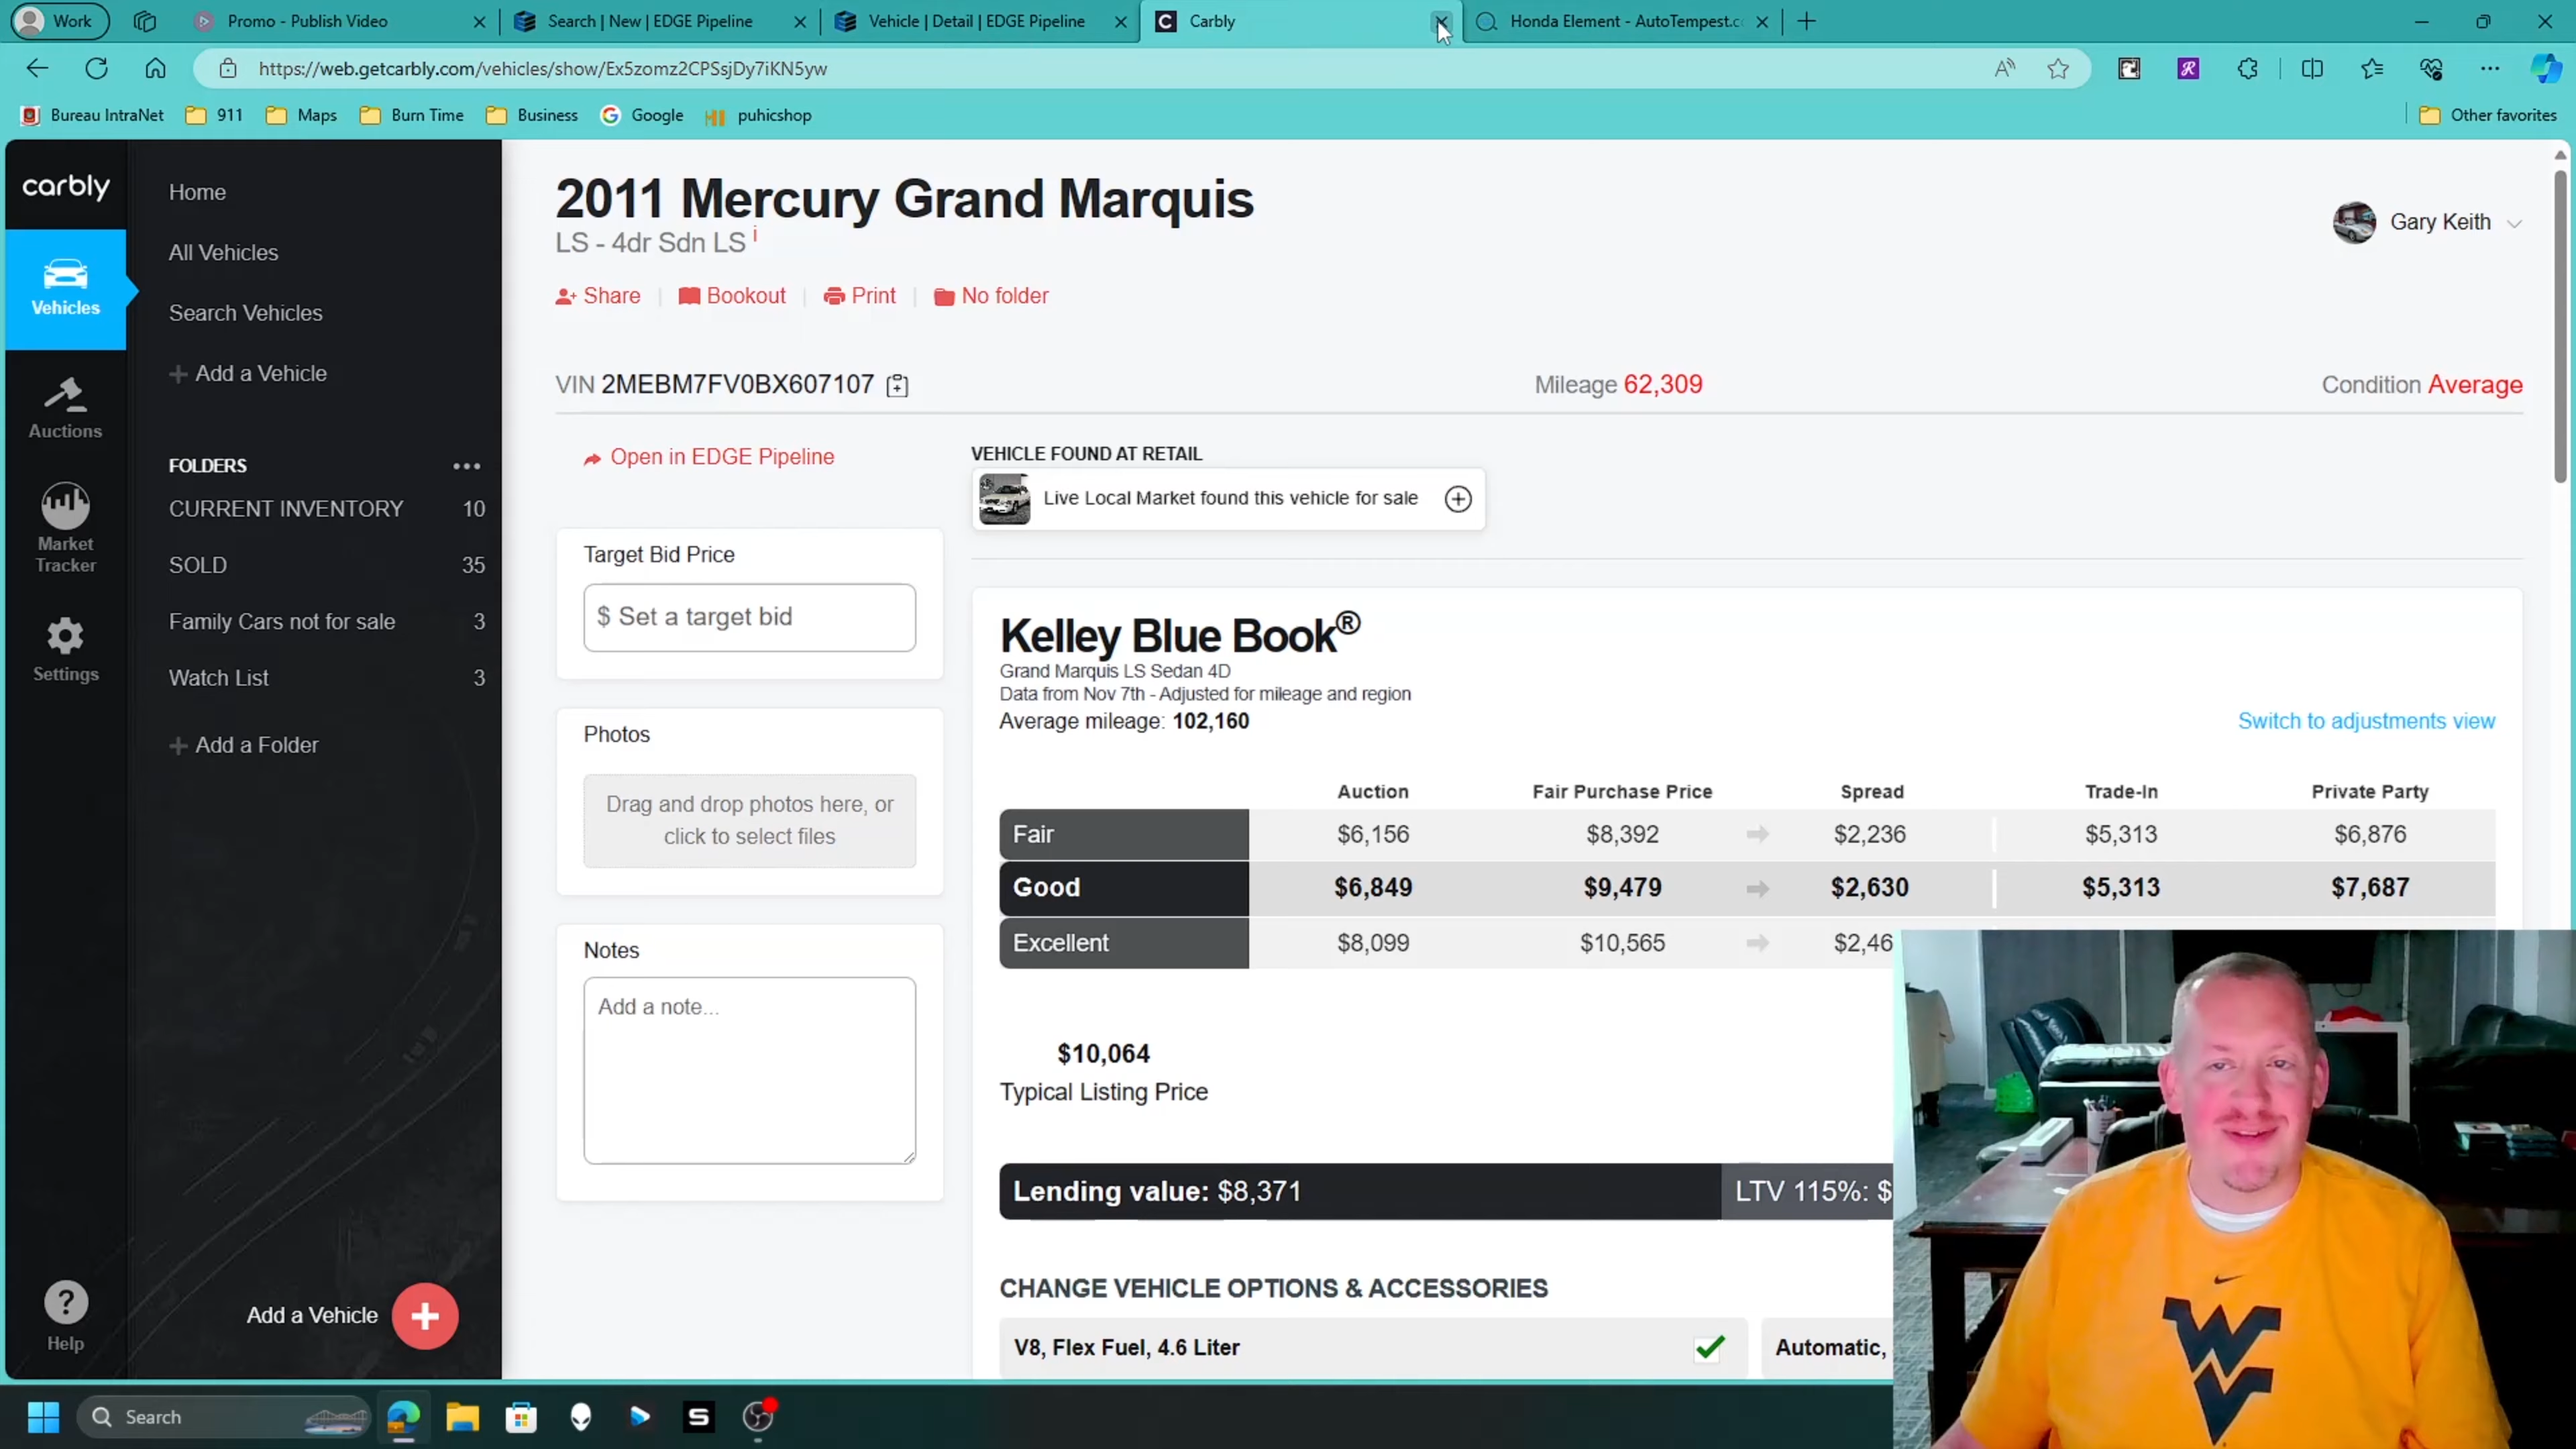 Work
Promo - Publish Video
Search | New | EDGE Pipeline
Vehicle | Detail | EDGE Pipeline
C Carbly
Honda Element - AutoTempest.c
https://web.getcarbly.com/vehicles/show/Ex5zomz2CPSsjDy7iKN5yw
Bureau IntraNet
911
Maps
Burn Time
Business
Google
puhicshop
Other favorites
carbly
Vehicles
Auctions
Market
Tracker
Settings
Help
Home
All Vehicles
Search Vehicles
+ Add a Vehicle
FOLDERS
CURRENT INVENTORY 10
SOLD 35
Family Cars not for sale 3
Watch List 3
+ Add a Folder
Add a Vehicle +
2011 Mercury Grand Marquis
LS - 4dr Sdn LS i
Gary Keith
Share
Bookout
Print
No folder
VIN 2MEBM7FV0BX607107
Mileage 62,309
Condition Average
Open in EDGE Pipeline
Target Bid Price
$ Set a target bid
Photos
Drag and drop photos here, or
click to select files
Notes
Add a note...
VEHICLE FOUND AT RETAIL
Live Local Market found this vehicle for sale
Kelley Blue Book®
Grand Marquis LS Sedan 4D
Data from Nov 7th - Adjusted for mileage and region
Average mileage: 102,160
Switch to adjustments view
Auction Fair Purchase Price Spread Trade-In Private Party
Fair $6,156 $8,392 $2,236 $5,313 $6,876
Good $6,849 $9,479 $2,630 $5,313 $7,687
Excellent $8,099 $10,565 $2,46
$10,064
Typical Listing Price
Lending value: $8,371
LTV 115%: $
CHANGE VEHICLE OPTIONS & ACCESSORIES
V8, Flex Fuel, 4.6 Liter
Automatic,
Search
S
WV